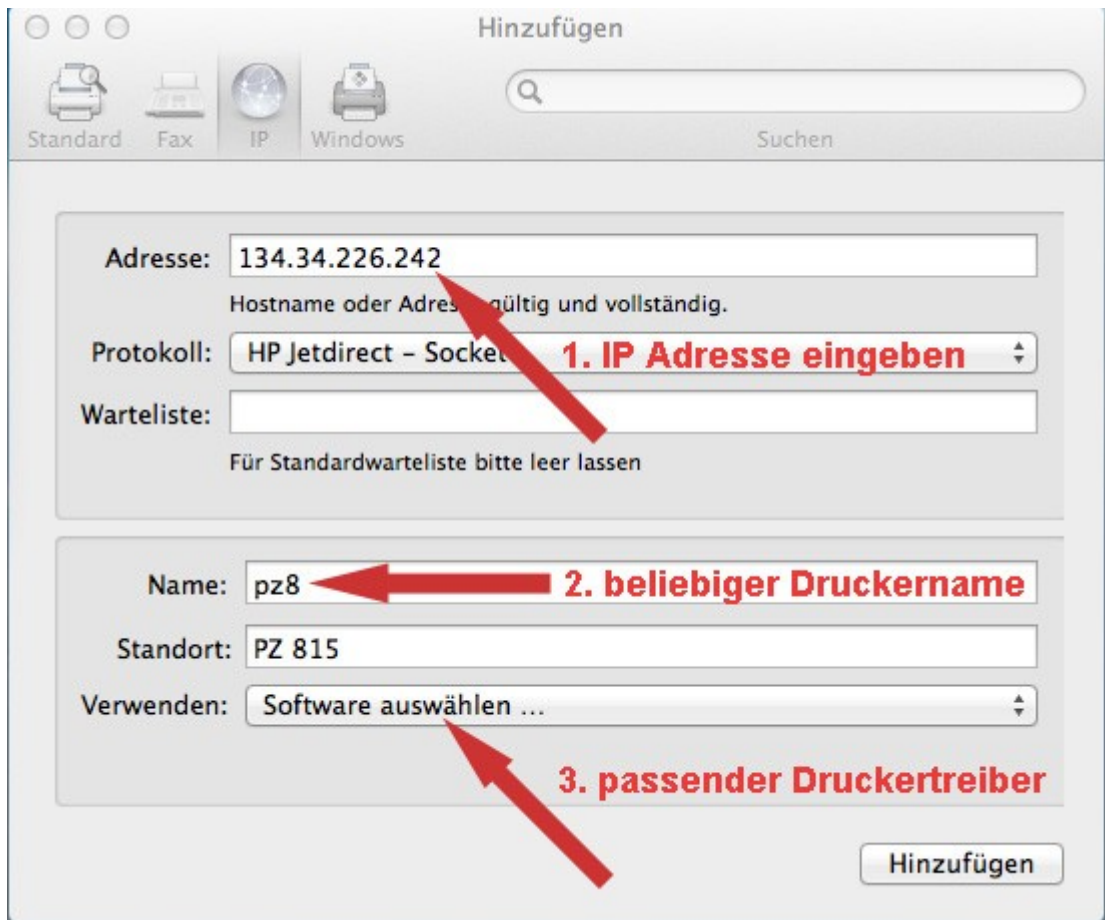 Hinzufügen
Standard Fax IP Windows Suchen
Adresse: 134.34.226.242
Hostname oder Adresse gültig und vollständig.
Protokoll: HP Jetdirect – Socket 1. IP Adresse eingeben
Warteliste:
Für Standardwarteliste bitte leer lassen
Name: pz8 2. beliebiger Druckername
Standort: PZ 815
Verwenden: Software auswählen ...
3. passender Druckertreiber
Hinzufügen